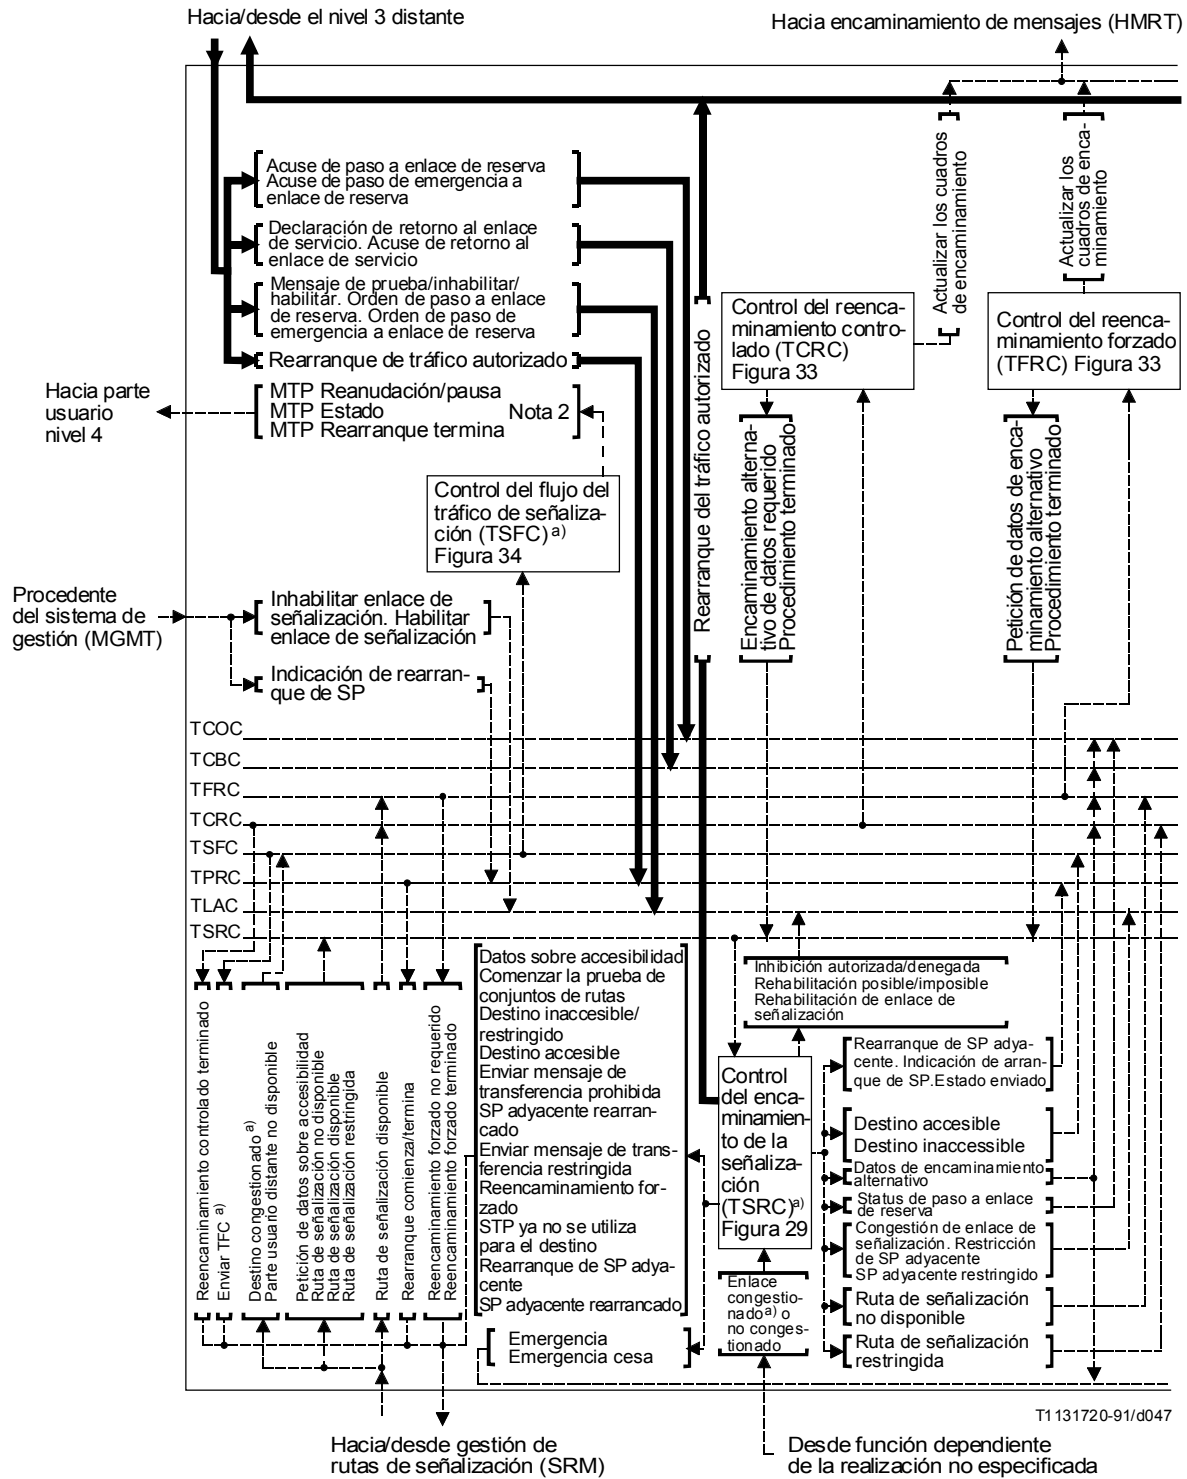 Hacia/desde el nivel 3 distante
Hacia encaminamiento de mensajes (HMRT)
Acuse de paso a enlace de reserva
Acuse de paso de emergencia a
enlace de reserva
Declaración de retorno al enlace
de servicio. Acuse de retorno al
enlace de servicio
Mensaje de prueba/inhabilitar/
habilitar. Orden de paso a enlace
de reserva. Orden de paso de
emergencia a enlace de reserva
Rearranque de tráfico autorizado
MTP Reanudación/pausa
MTP Estado Nota 2
MTP Rearranque termina
Hacia parte
usuario
nivel 4
Control del flujo del
tráfico de señaliza-
ción (TSFC) a)
Figura 34
Rearranque del tráfico autorizado
Control del reenca-
minamiento contro-
lado (TCRC)
Figura 33
Actualizar los cuadros
de encaminamiento
Actualizar los
cuadros de enca-
minamiento
Control del reenca-
minamiento forzado
(TFRC) Figura 33
Encaminamiento alterna-
tivo de datos requerido
Procedimiento terminado
Petición de datos de enca-
minamiento alternativo
Procedimiento terminado
Procedente
del sistema de
gestión (MGMT)
Inhabilitar enlace de
señalización. Habilitar
enlace de señalización
Indicación de rearran-
que de SP
TCOC
TCBC
TFRC
TCRC
TSFC
TPRC
TLAC
TSRC
Reencaminamiento controlado terminado
Enviar TFC a)
Destino congestionado a)
Parte usuario distante no disponible
Petición de datos sobre accesibilidad
Ruta de señalización no disponible
Ruta de señalización disponible
Ruta de señalización restringida
Ruta de señalización disponible
Rearranque comienza/termina
Reencaminamiento forzado no requerido
Reencaminamiento forzado terminado
Datos sobre accesibilidad
Comenzar la prueba de
conjuntos de rutas
Destino inaccesible/
restringido
Destino accesible
Enviar mensaje de
transferencia prohibida
SP adyacente rearran-
cado
Enviar mensaje de trans-
ferencia restringida
Reencaminamiento for-
zado
STP ya no se utiliza
para el destino
Rearranque de SP adya-
cente
SP adyacente rearrancado
Emergencia
Emergencia cesa
Inhibición autorizada/denegada
Rehabilitación posible/imposible
Rehabilitación de enlace de
señalización
Control
del enca-
minamien-
to de la
señaliza-
ción
(TSRC) a)
Figura 29
Enlace
congestio-
nado a) o
no conges-
tionado
Rearranque de SP adya-
cente. Indicación de arran-
que de SP.Estado enviado
Destino accesible
Destino inaccessible
Datos de encaminamiento
alternativo
Status de paso a enlace
de reserva
Congestión de enlace de
señalización. Restricción
de SP adyacente
SP adyacente restringido
Ruta de señalización
no disponible
Ruta de señalización
restringida
T1131720-91/d047
Hacia/desde gestión de
rutas de señalización (SRM)
Desde función dependiente
de la realización no especificada